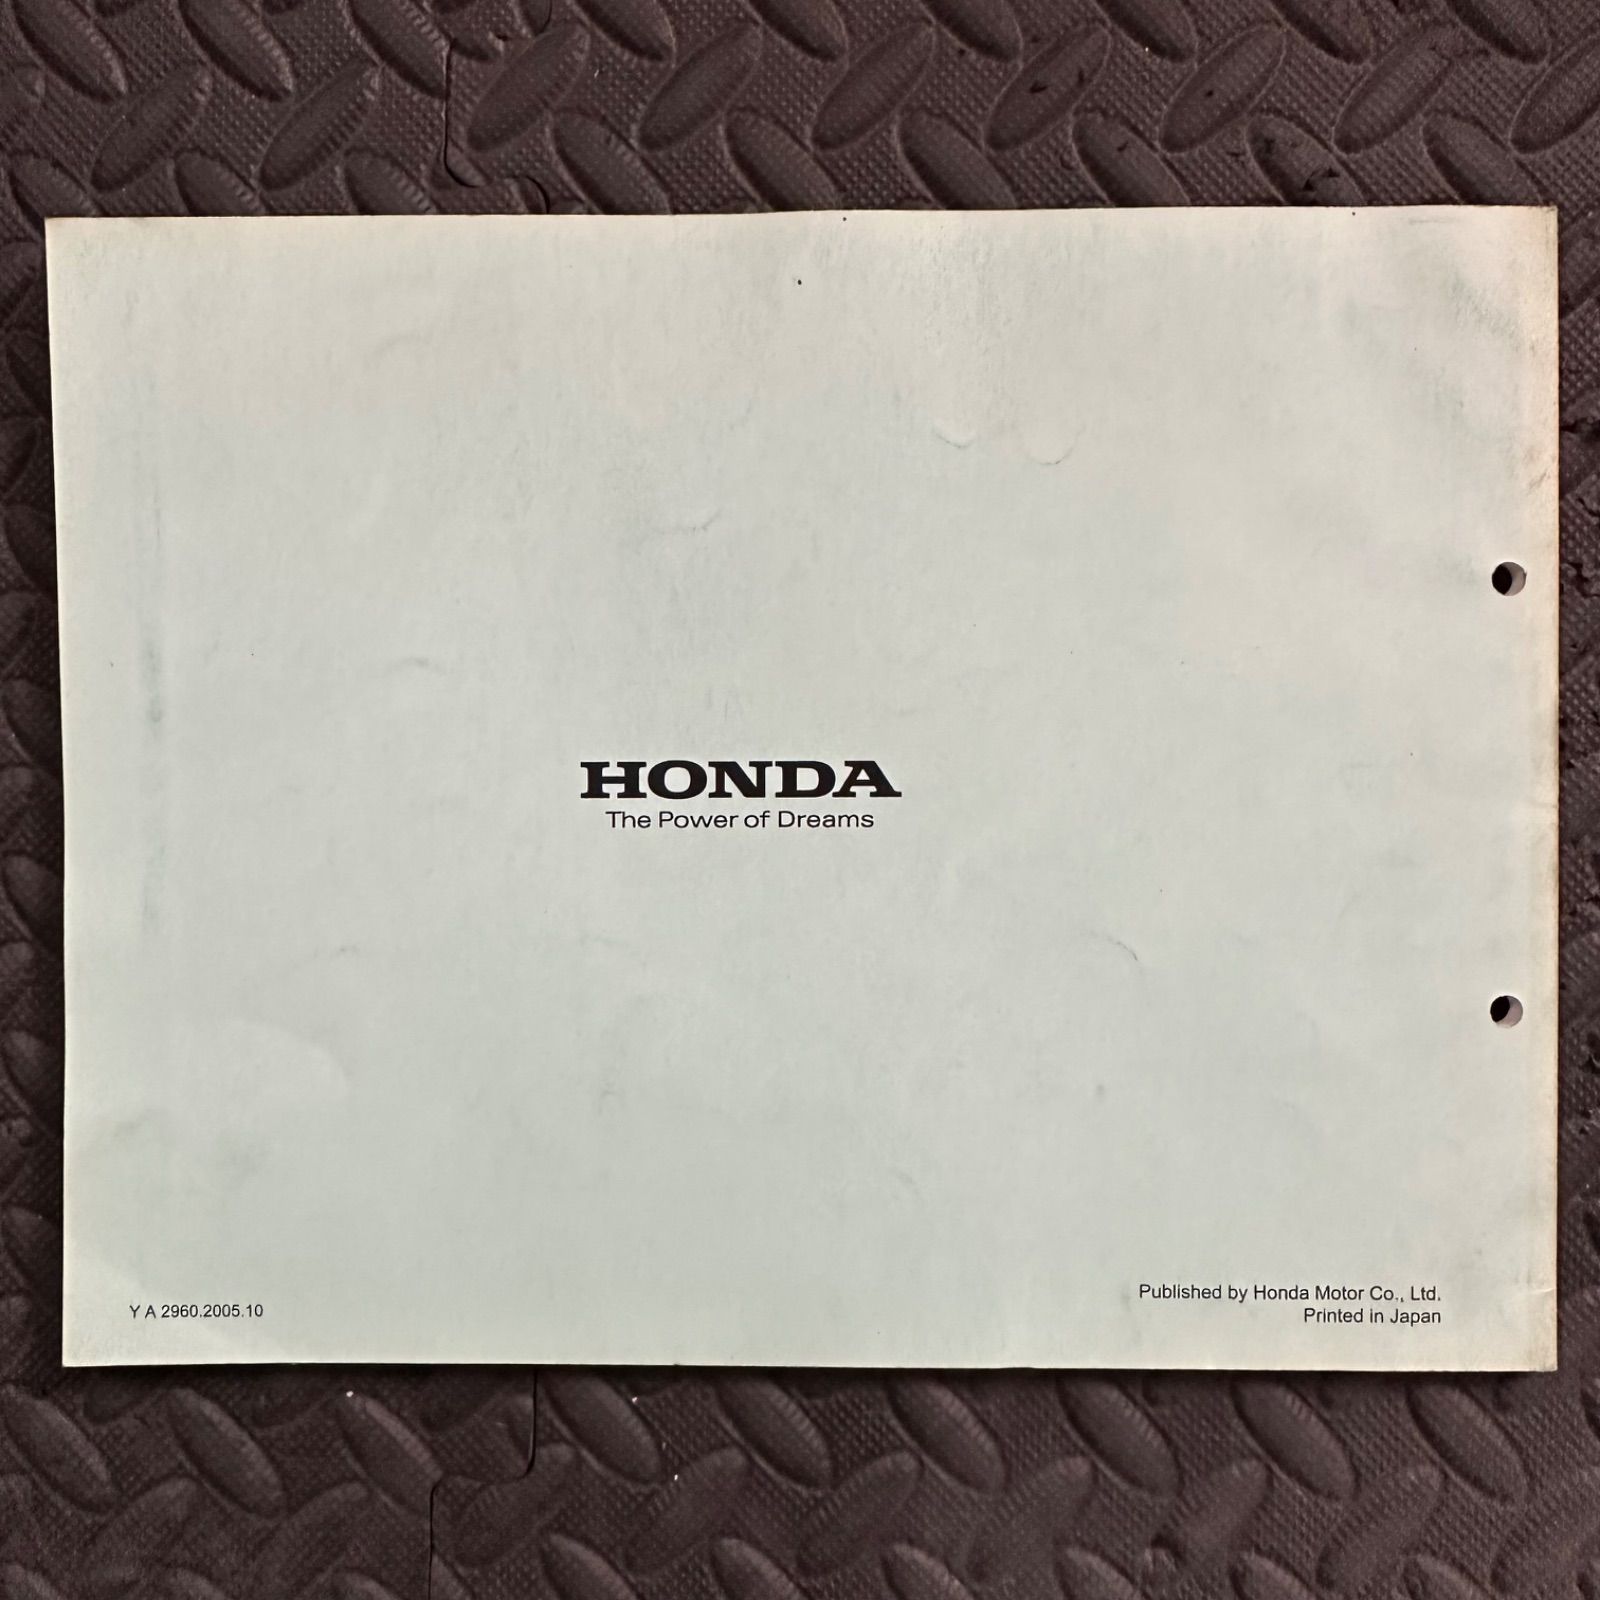 HONDA
The Power of Dreams
Y A 2960.2005.10
Published by Honda Motor Co., Ltd.
Printed in Japan